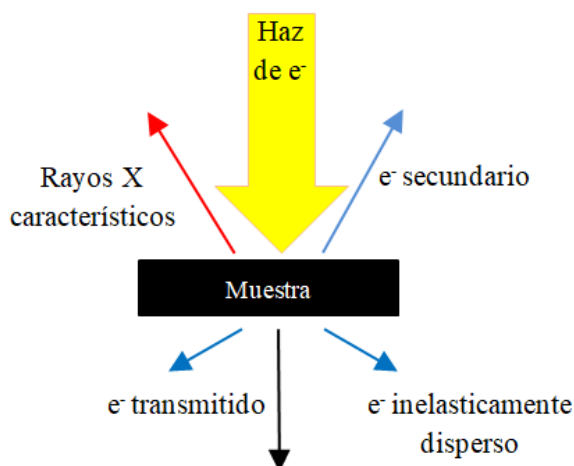 Haz
de e-
Rayos X
característicos
e- secundario
Muestra
e- transmitido
e- inelasticamente
disperso